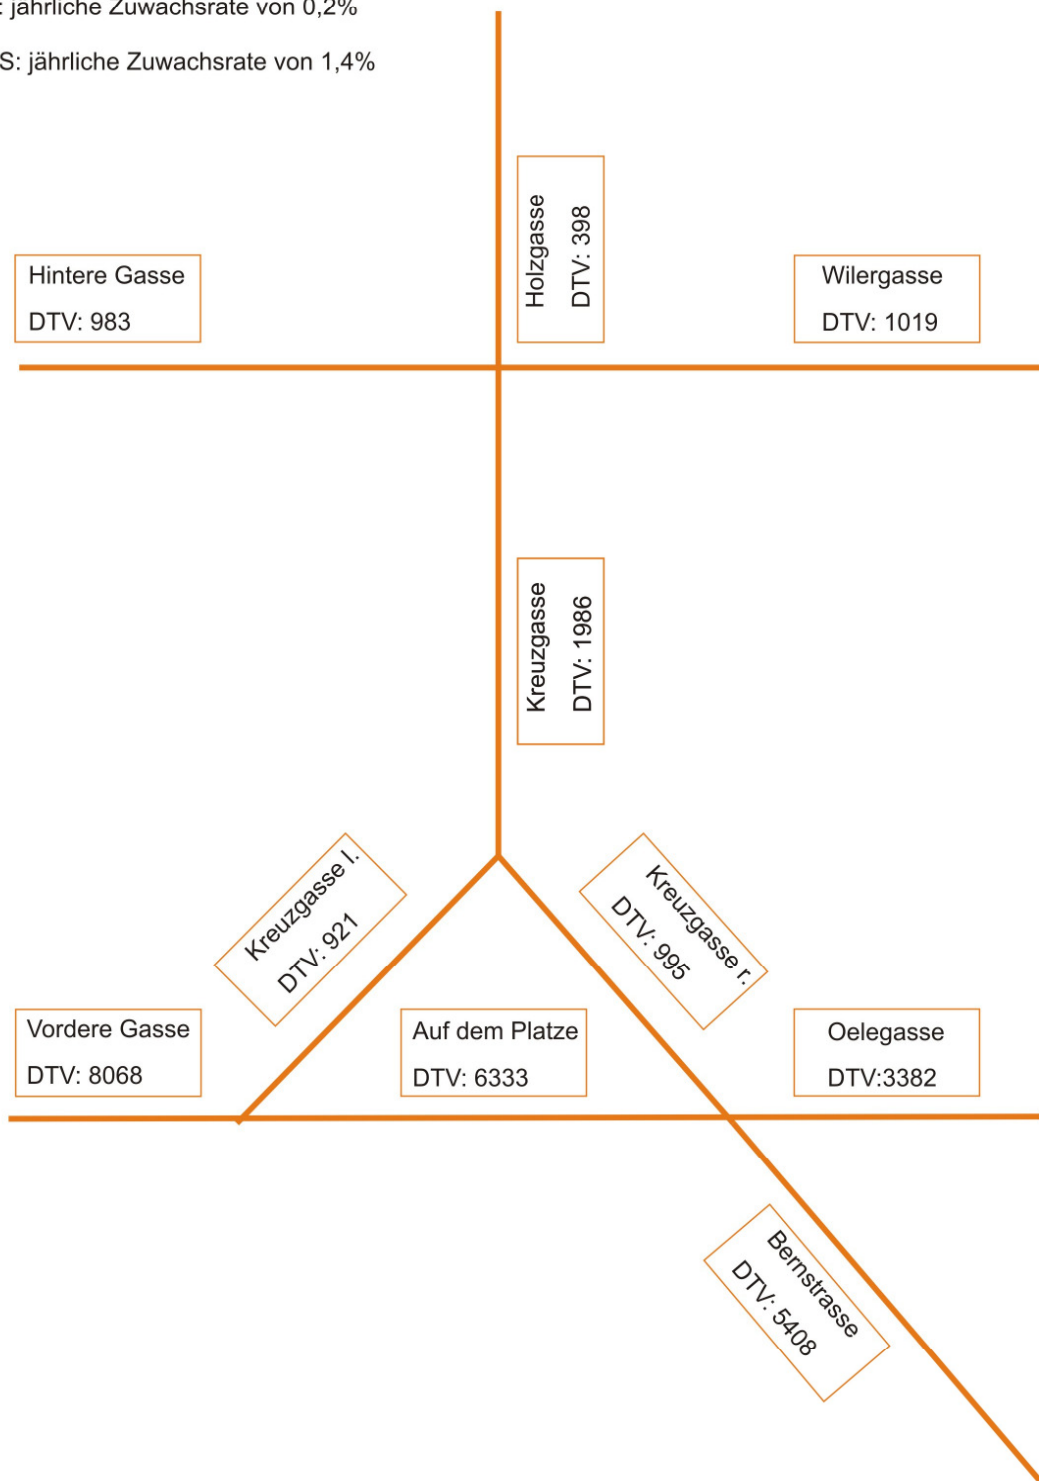 : jährliche Zuwachsrate von 0,2%
S: jährliche Zuwachsrate von 1,4%
Holzgasse
DTV: 398
Hintere Gasse
DTV: 983
Wilergasse
DTV: 1019
Kreuzgasse
DTV: 1986
Kreuzgasse l.
DTV: 921
Kreuzgasse r.
DTV: 995
Vordere Gasse
DTV: 8068
Auf dem Platze
DTV: 6333
Oelegasse
DTV:3382
Bernstrasse
DTV: 5408